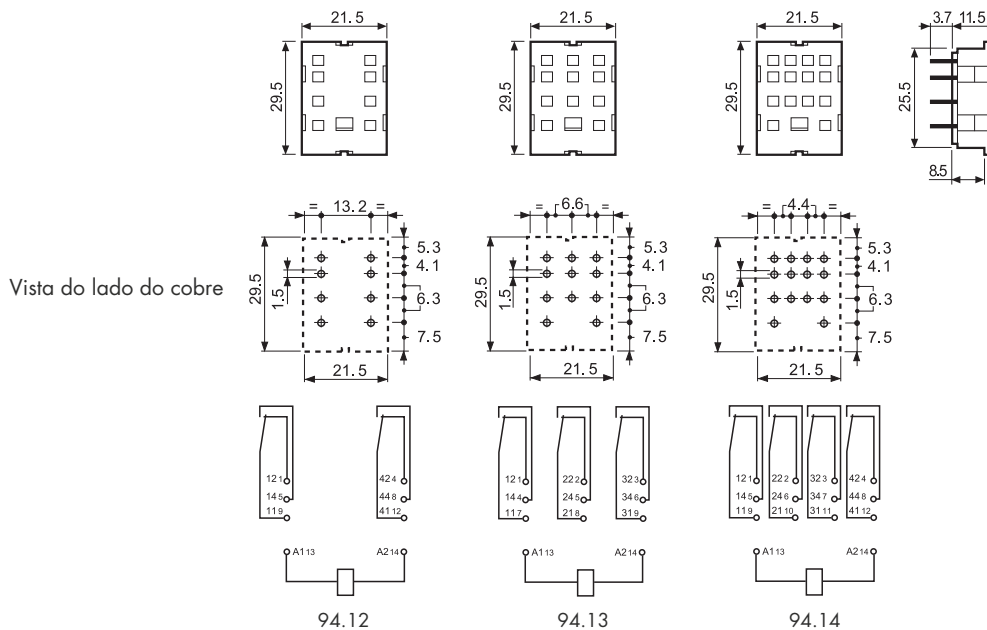 21.5 21.5 21.5 3.7 11.5
29.5 29.5 29.5 25.5
8.5
= 13.2 = = 6.6 = = 4.4 =
5.3 5.3 5.3
4.1 4.1 4.1
Vista do lado do cobre 29.5 1.5 6.3 29.5 1.5 6.3 29.5 1.5 6.3
7.5 7.5 7.5
21.5 21.5 21.5
12 1 42 4 12 1 22 2 32 3 12 1 22 2 32 3 42 4
14 5 44 8 14 4 24 5 34 6 14 5 24 6 34 7 44 8
11 9 41 12 11 7 21 8 31 9 11 9 21 10 31 11 41 12
A1 13 A2 14 A1 13 A2 14 A1 13 A2 14
94.12 94.13 94.14